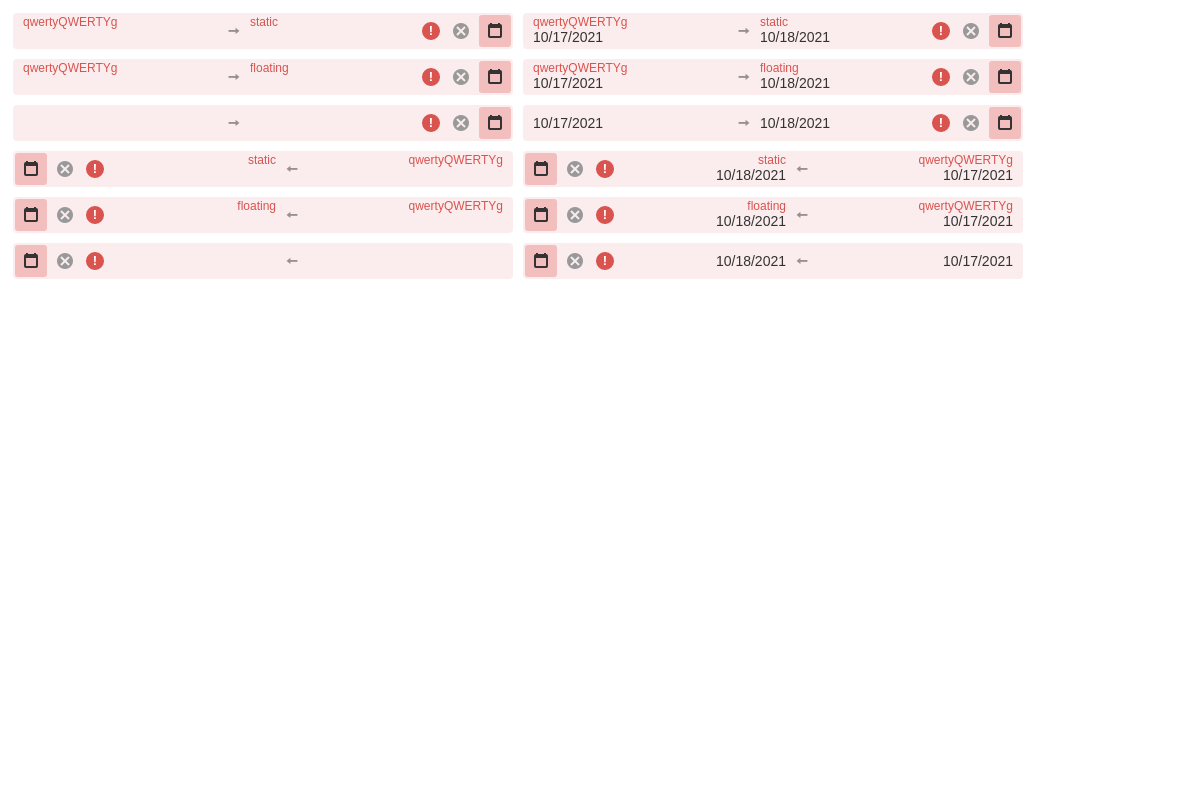 qwertyQWERTYg static qwertyQWERTYg static
10/17/2021 10/18/2021
qwertyQWERTYg floating qwertyQWERTYg floating
10/17/2021 10/18/2021
10/17/2021 10/18/2021
static qwertyQWERTYg static qwertyQWERTYg
10/18/2021 10/17/2021
floating qwertyQWERTYg floating qwertyQWERTYg
10/18/2021 10/17/2021
10/18/2021 10/17/2021